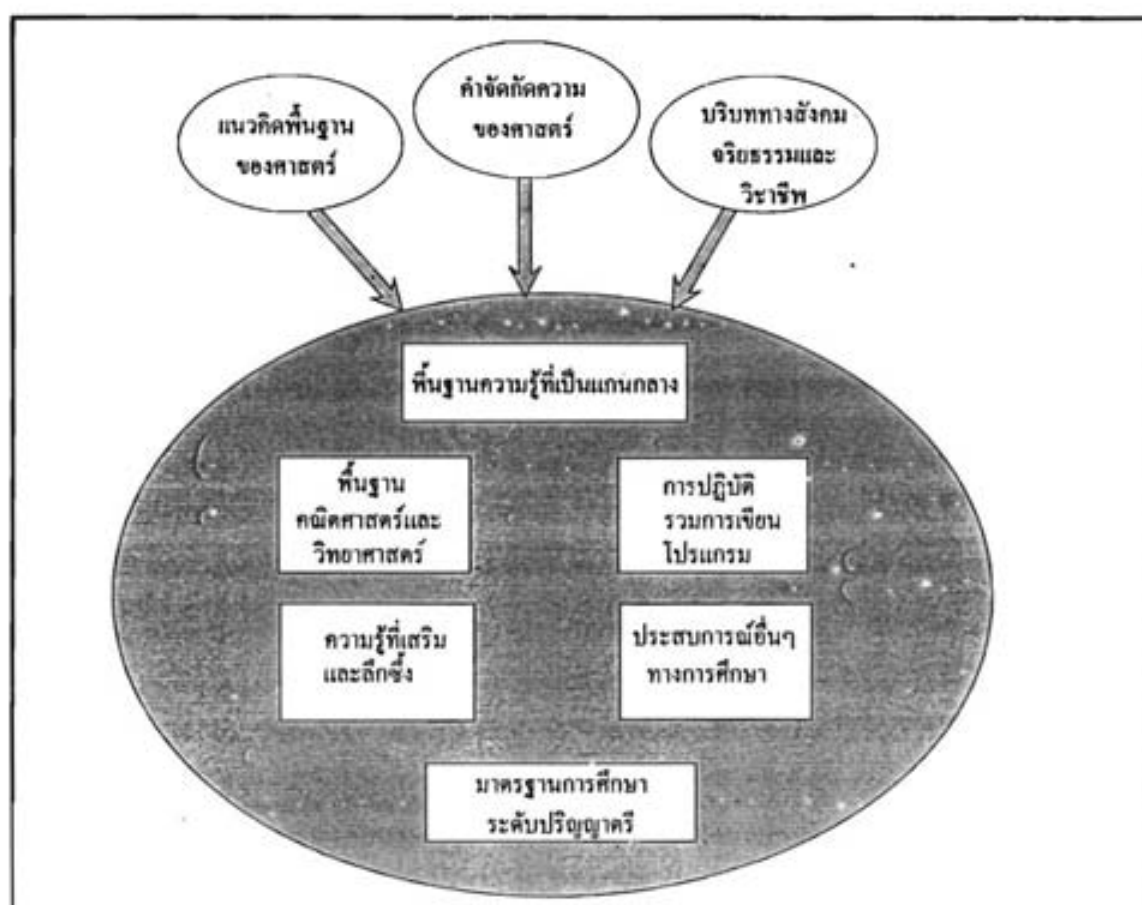 แนวคิดพื้นฐาน
ของศาสตร์
คำจัดกัดความ
ของศาสตร์
บริบททางสังคม
จริยธรรมและ
วิชาชีพ
พื้นฐานความรู้ที่เป็นแกนกลาง
พื้นฐาน
คณิตศาสตร์และ
วิทยาศาสตร์
การปฏิบัติ
รวมการเขียน
โปรแกรม
ความรู้ที่เสริม
และลึกซึ้ง
ประสบการณ์อื่นๆ
ทางการศึกษา
มาตรฐานการศึกษา
ระดับปริญญาตรี